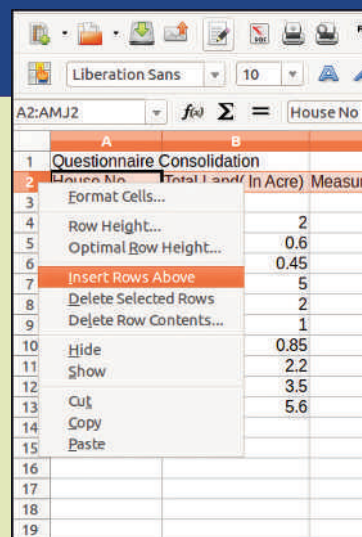 Liberation Sans 10
A2:AMJ2 f(x) Σ = House No
A B
1 Questionnaire Consolidation
2 House No Total Land( In Acre) Measu
3
Format Cells...
4 2
Row Height...
5 0.6
Optimal Row Height...
6 0.45
7 5
Insert Rows Above
8 2
Delete Selected Rows
9 1
Delete Row Contents...
10 0.85
Hide
11 2.2
Show
12 3.5
13 5.6
Cut
14
Copy
15
Paste
16
17
18
19